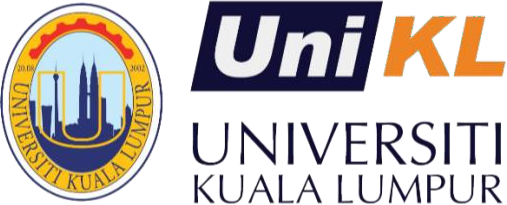 20.08 2002
UNIVERSITI KUALA LUMPUR
U
UniKL
UNIVERSITI
KUALA LUMPUR